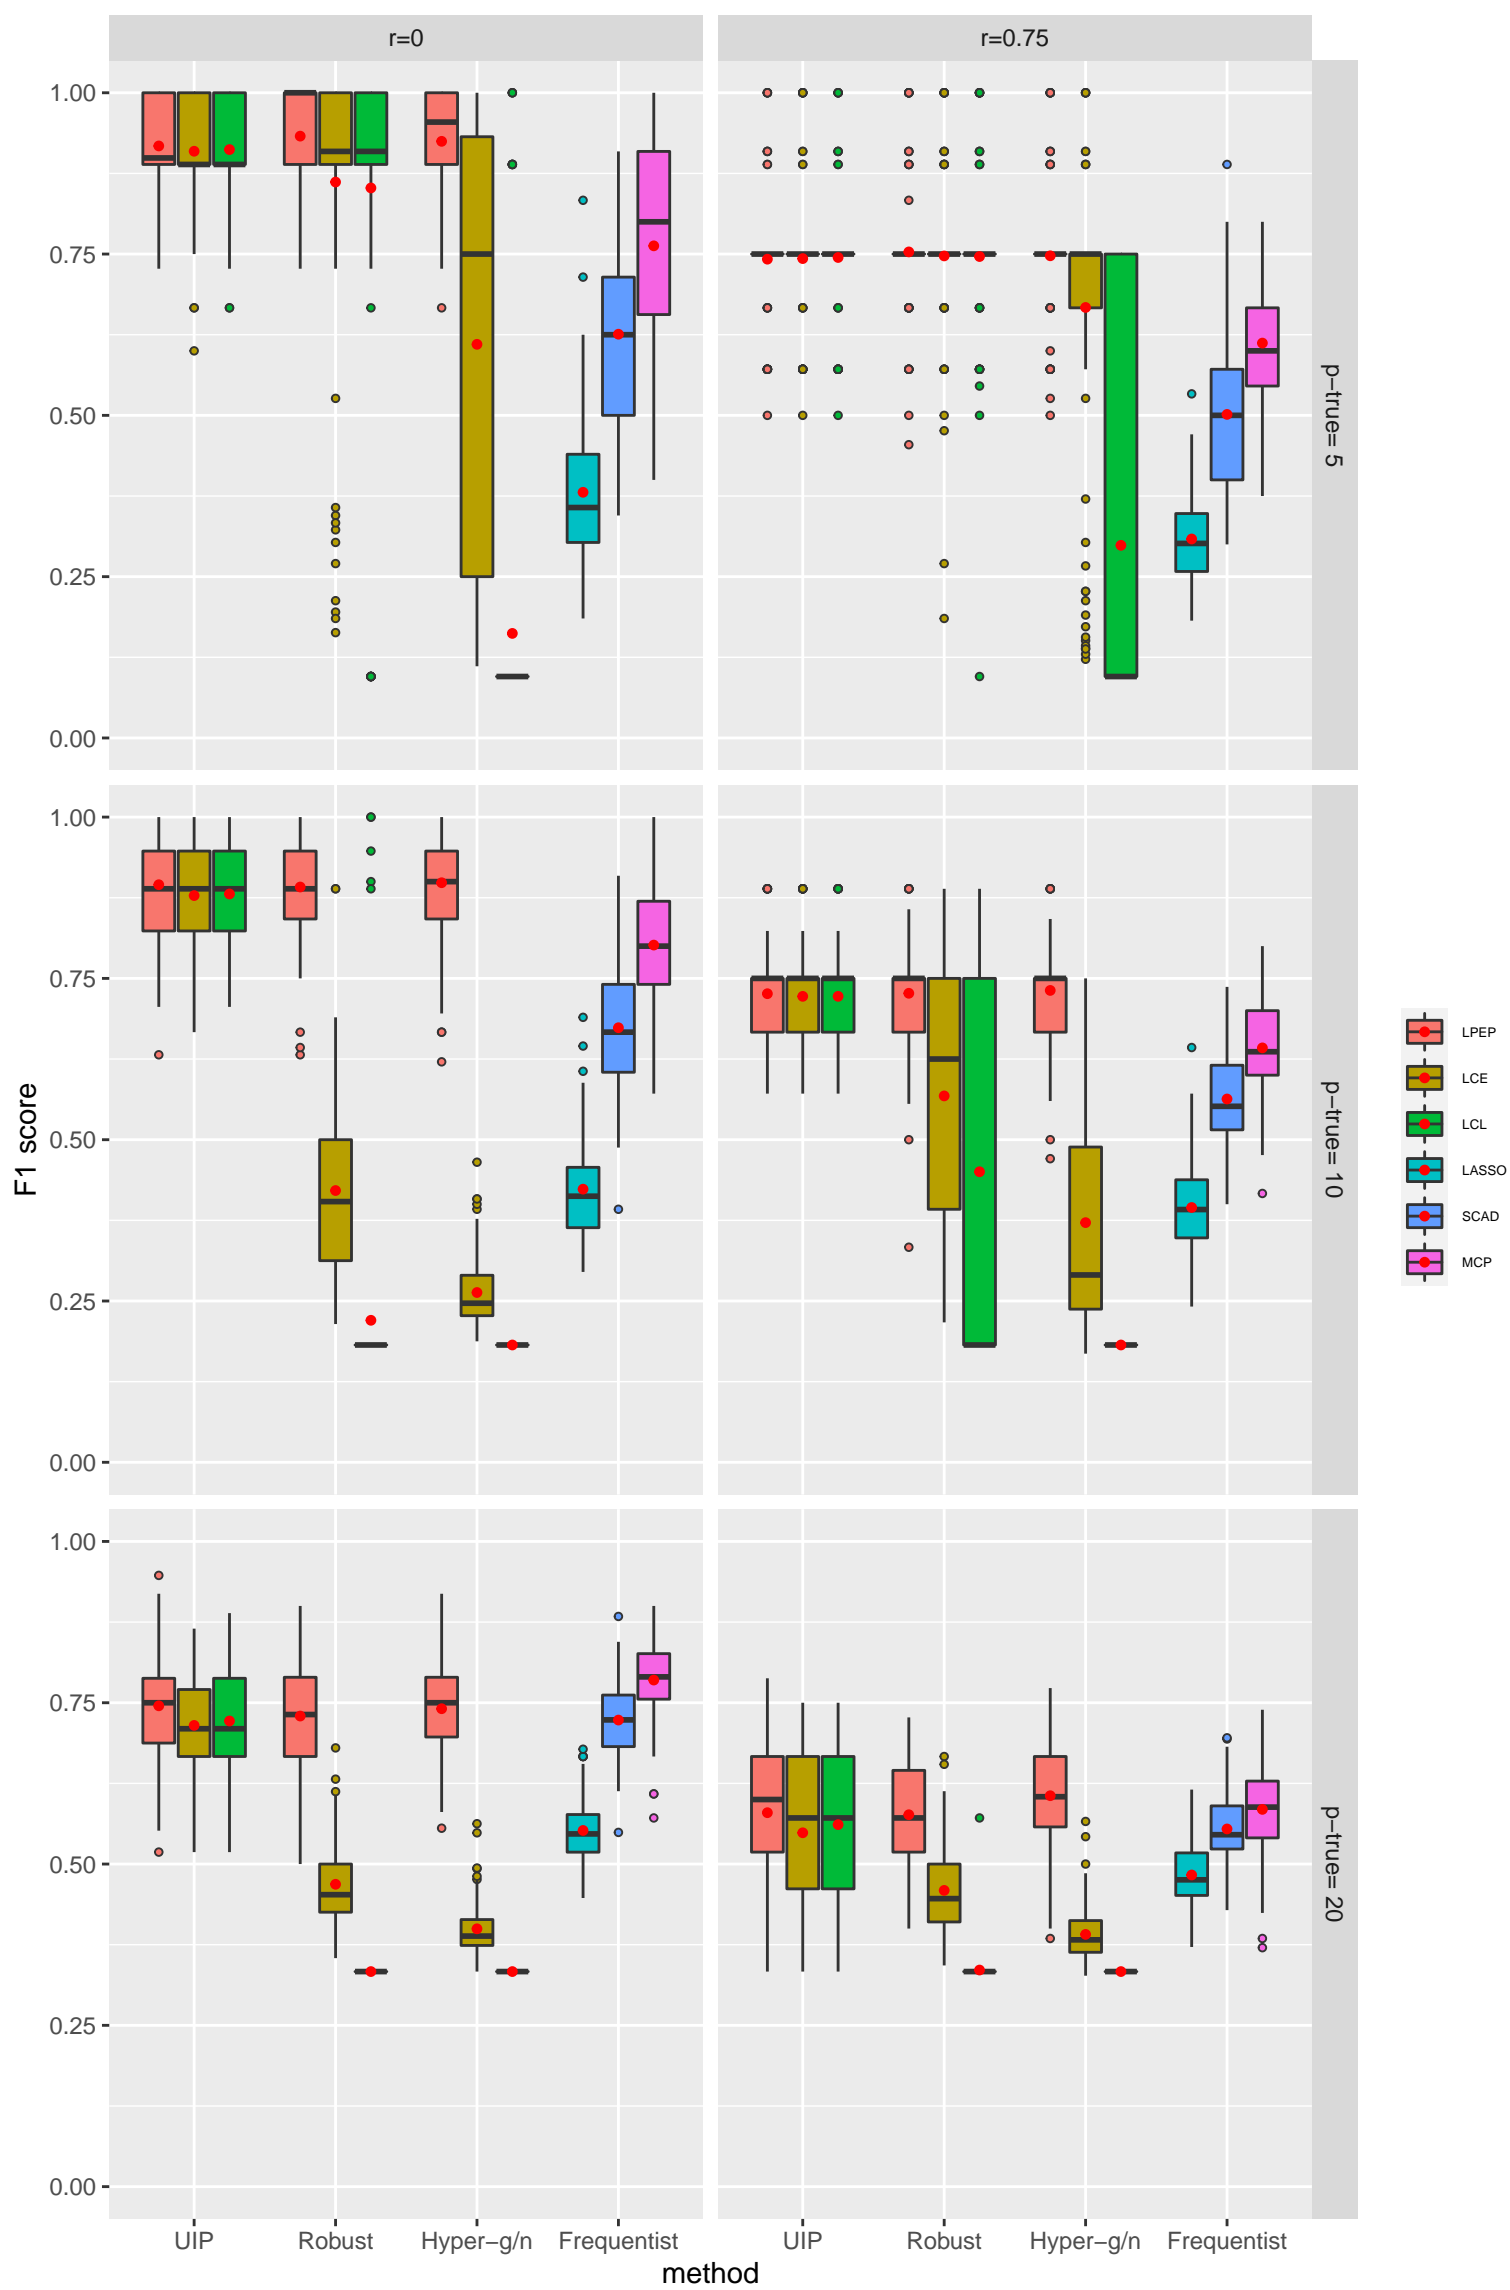 r=0
r=0.75
1.00
0.75
0.50
0.25
0.00
p-true= 5
1.00
0.75
0.50
0.25
0.00
p-true= 10
1.00
0.75
0.50
0.25
0.00
p-true= 20
F1 score
UIP
Robust
Hyper-g/n
Frequentist
UIP
Robust
Hyper-g/n
Frequentist
method
LPEP
LCE
LCL
LASSO
SCAD
MCP